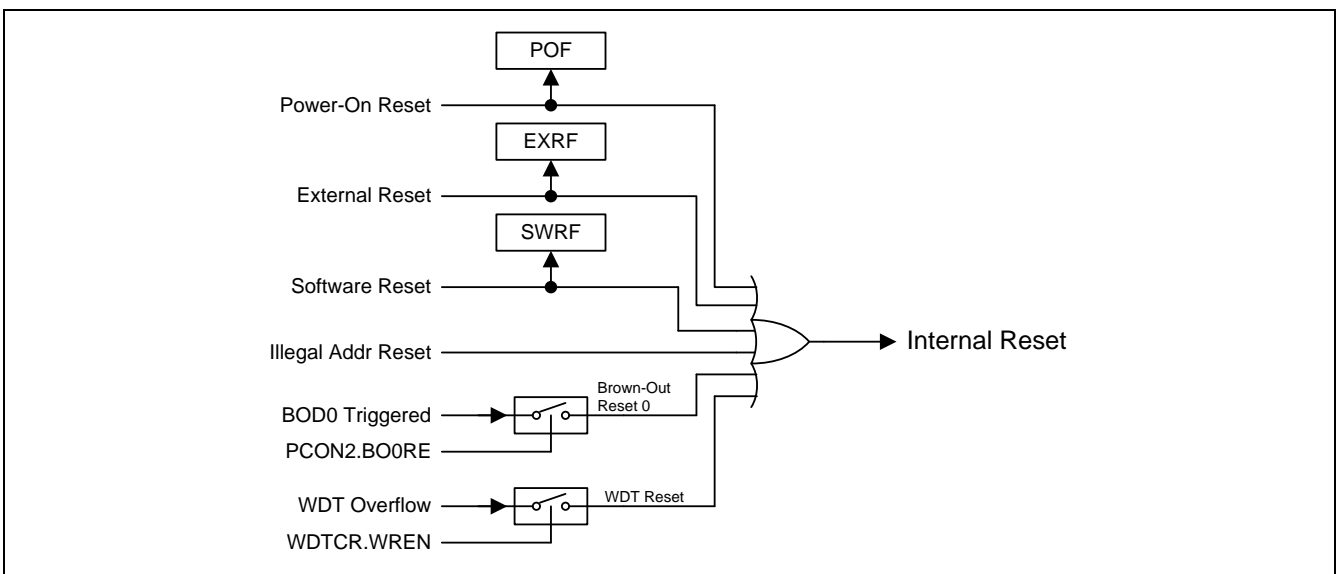 POF
Power-On Reset
EXRF
External Reset
SWRF
Software Reset
Internal Reset
Illegal Addr Reset
Brown-Out
Reset 0
BOD0 Triggered
PCON2.BO0RE
WDT Overflow
WDT Reset
WDTCR.WREN